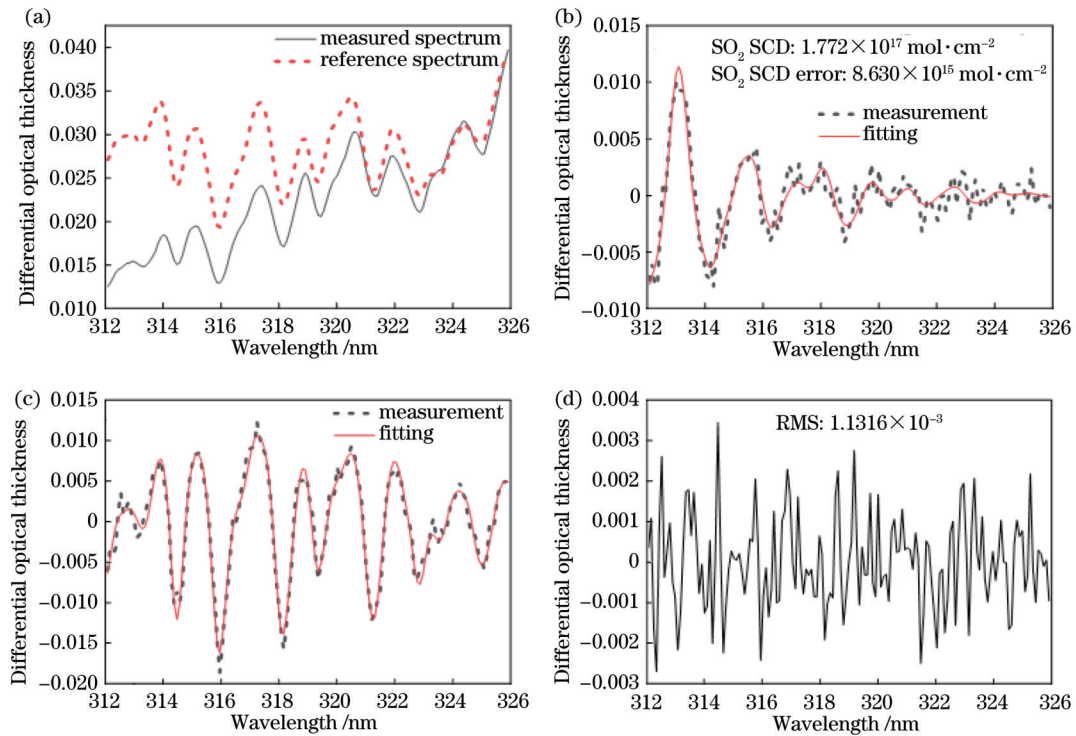 (a)
measured spectrum
reference spectrum
Differential optical thickness
0.040
0.035
0.030
0.025
0.020
0.015
0.010
312 314 316 318 320 322 324 326
Wavelength /nm
(b)
SO₂ SCD: 1.772×10¹⁷ mol·cm⁻²
SO₂ SCD error: 8.630×10¹⁵ mol·cm⁻²
measurement
fitting
Differential optical thickness
0.015
0.010
0.005
0
−0.005
−0.010
312 314 316 318 320 322 324 326
Wavelength /nm
(c)
measurement
fitting
Differential optical thickness
0.015
0.010
0.005
0
−0.005
−0.010
−0.015
−0.020
312 314 316 318 320 322 324 326
Wavelength /nm
(d)
RMS: 1.1316×10⁻³
Differential optical thickness
0.004
0.003
0.002
0.001
0
−0.001
−0.002
−0.003
312 314 316 318 320 322 324 326
Wavelength /nm